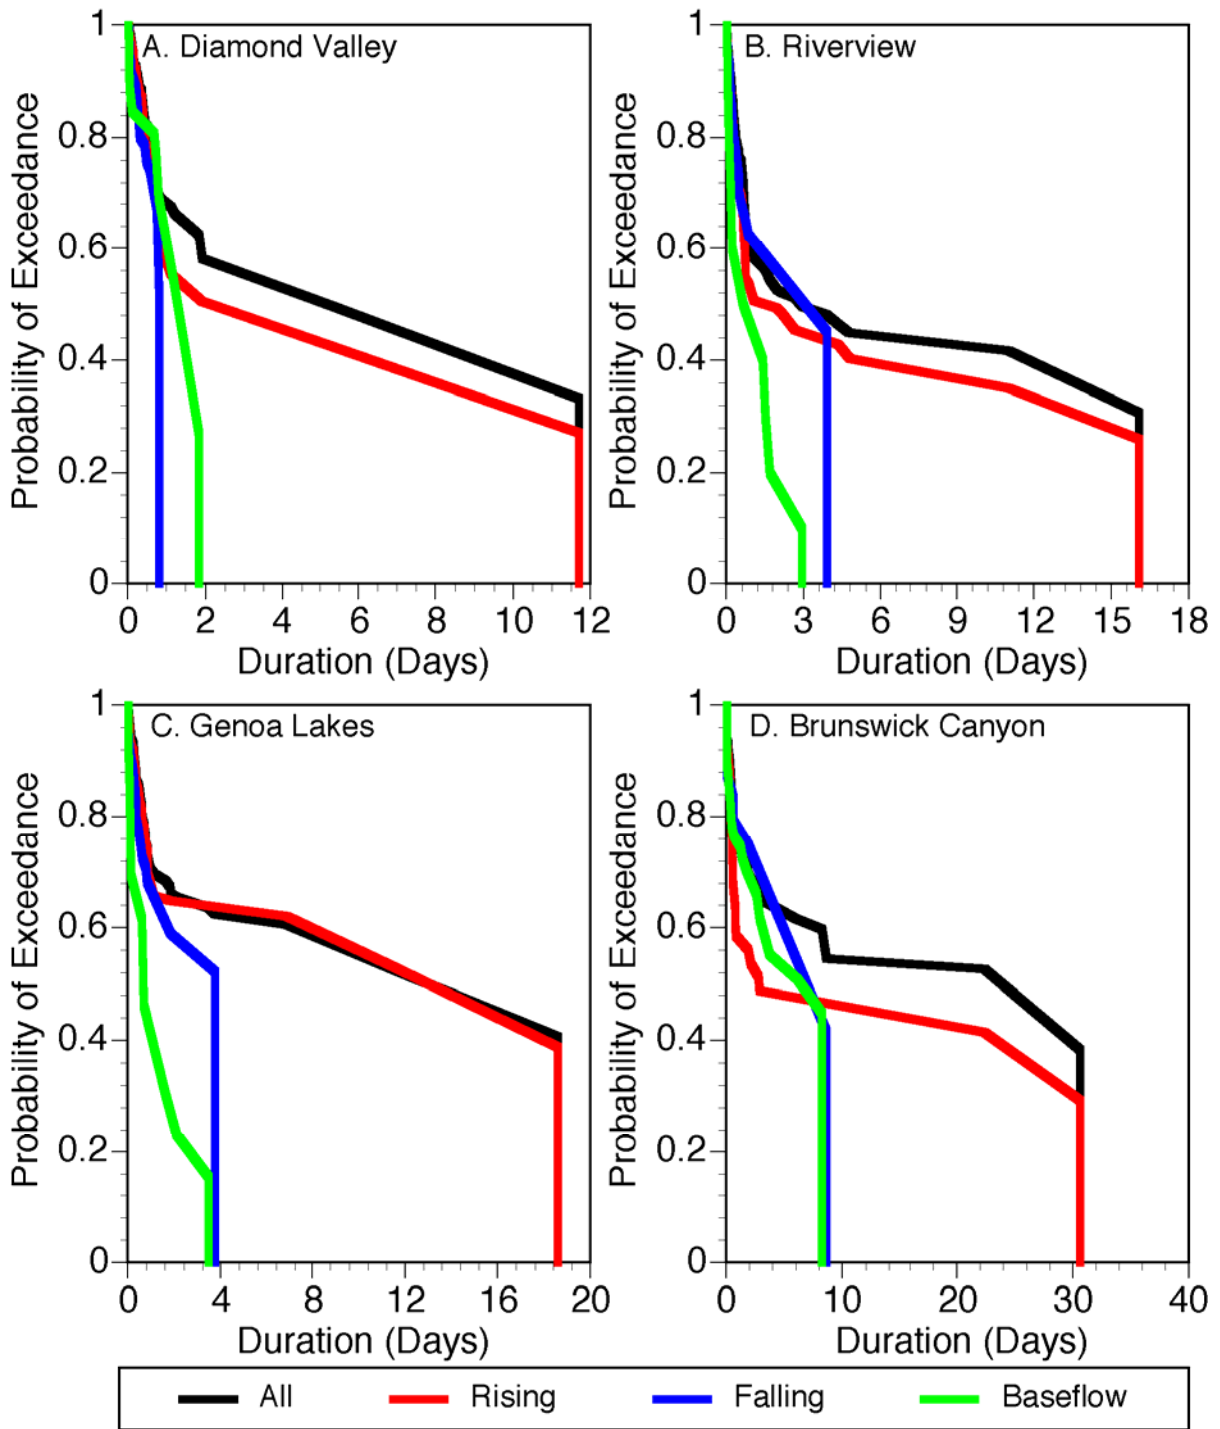 A. Diamond Valley
Probability of Exceedance
1
0.8
0.6
0.4
0.2
0
0 2 4 6 8 10 12
Duration (Days)
B. Riverview
Probability of Exceedance
1
0.8
0.6
0.4
0.2
0
0 3 6 9 12 15 18
Duration (Days)
C. Genoa Lakes
Probability of Exceedance
1
0.8
0.6
0.4
0.2
0
0 4 8 12 16 20
Duration (Days)
D. Brunswick Canyon
Probability of Exceedance
1
0.8
0.6
0.4
0.2
0
0 10 20 30 40
Duration (Days)
All Rising Falling Baseflow